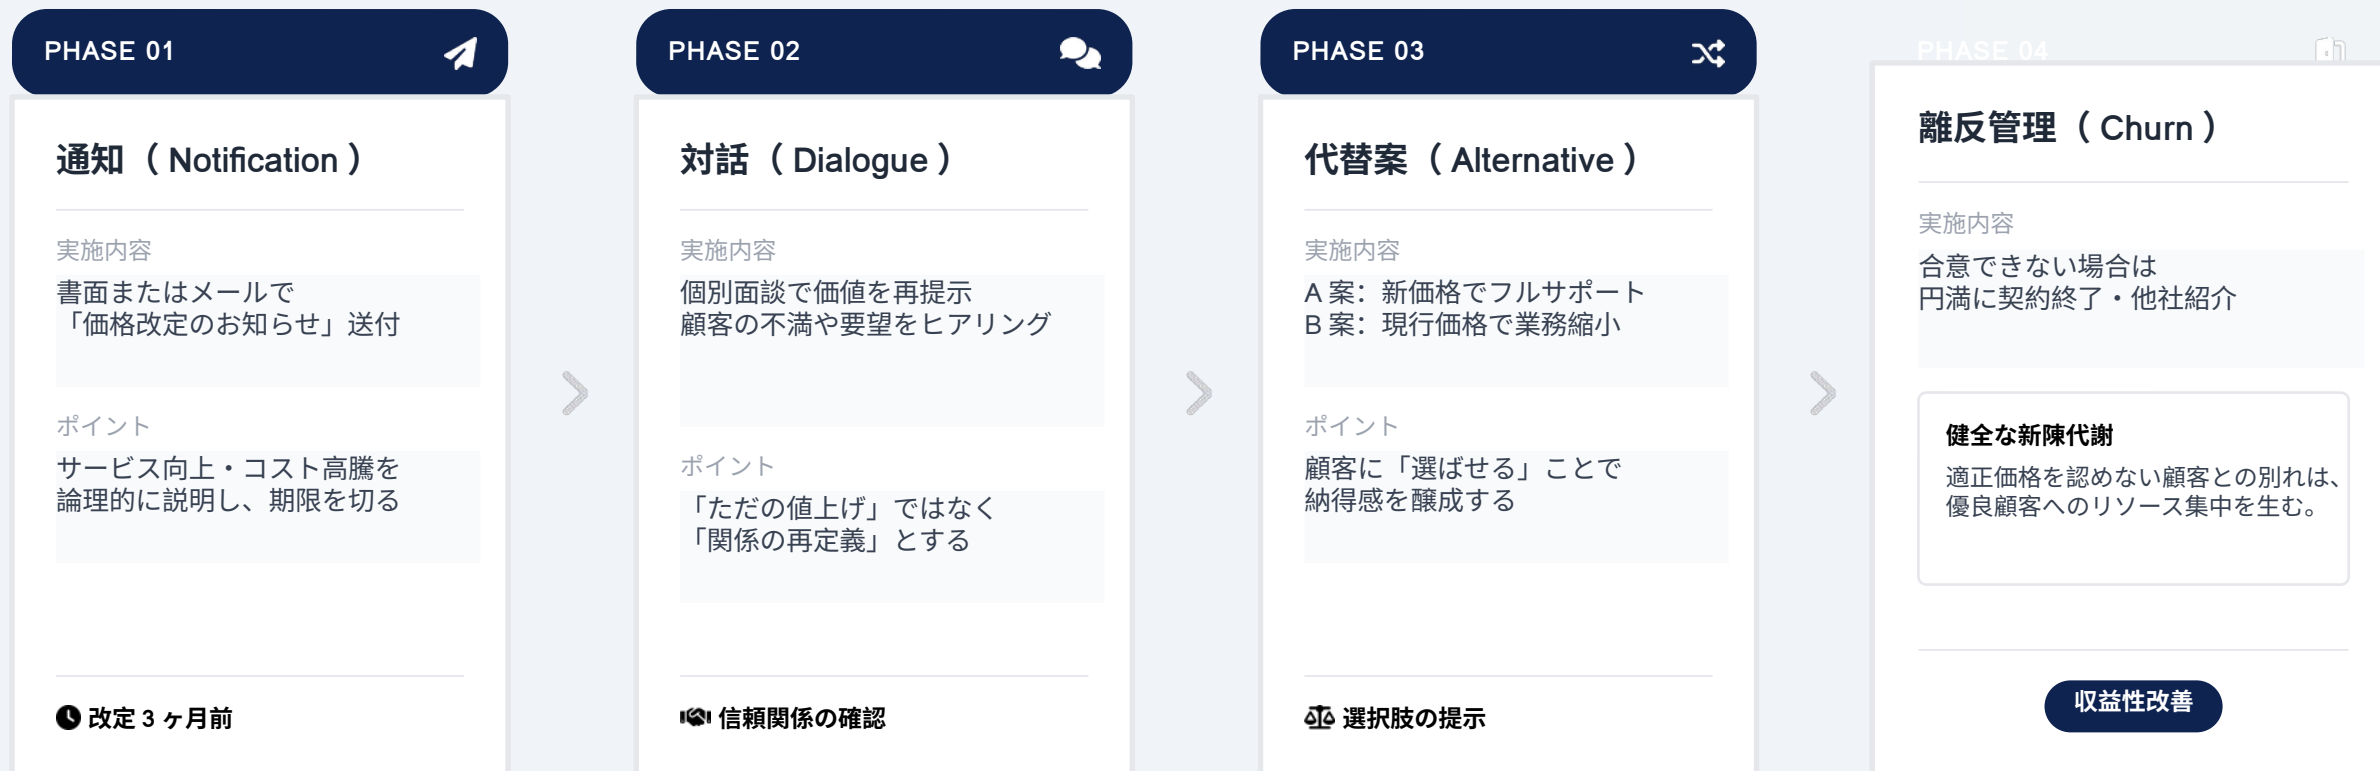 PHASE 01
通知（ Notification ）
実施内容
書面またはメールで
「価格改定のお知らせ」送付
ポイント
サービス向上・コスト高騰を
論理的に説明し、期限を切る
改定 3 ヶ月前
PHASE 02
対話（ Dialogue ）
実施内容
個別面談で価値を再提示
顧客の不満や要望をヒアリング
ポイント
「ただの値上げ」ではなく
「関係の再定義」とする
信頼関係の確認
PHASE 03
代替案（ Alternative ）
実施内容
A 案：新価格でフルサポート
B 案：現行価格で業務縮小
ポイント
顧客に「選ばせる」ことで
納得感を醸成する
選択肢の提示
PHASE 04
離反管理（ Churn ）
実施内容
合意できない場合は
円満に契約終了・他社紹介
健全な新陳代謝
適正価格を認めない顧客との別れは、
優良顧客へのリソース集中を生む。
収益性改善